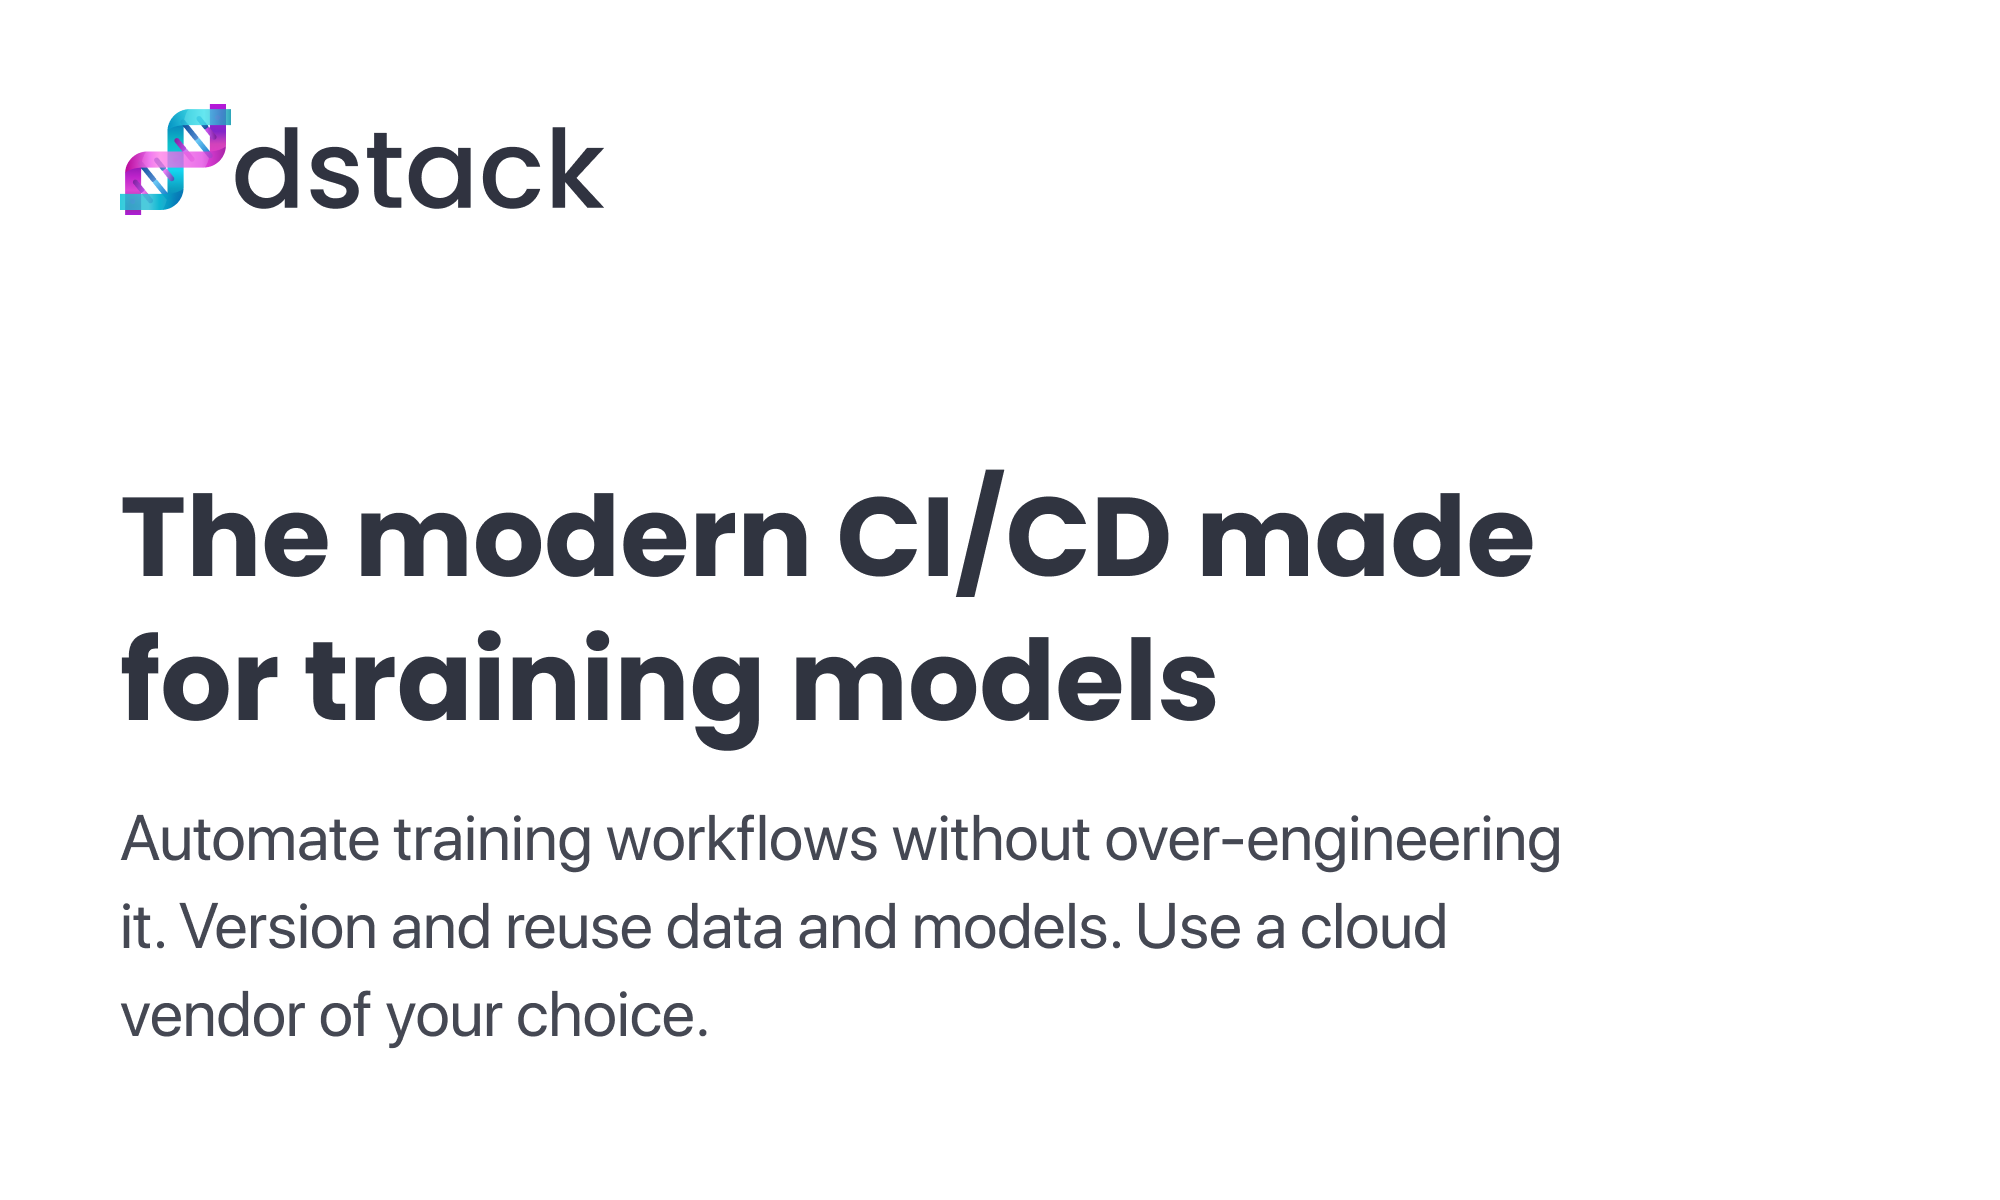 dstack
The modern CI/CD made
for training models
Automate training workflows without over-engineering
it. Version and reuse data and models. Use a cloud
vendor of your choice.